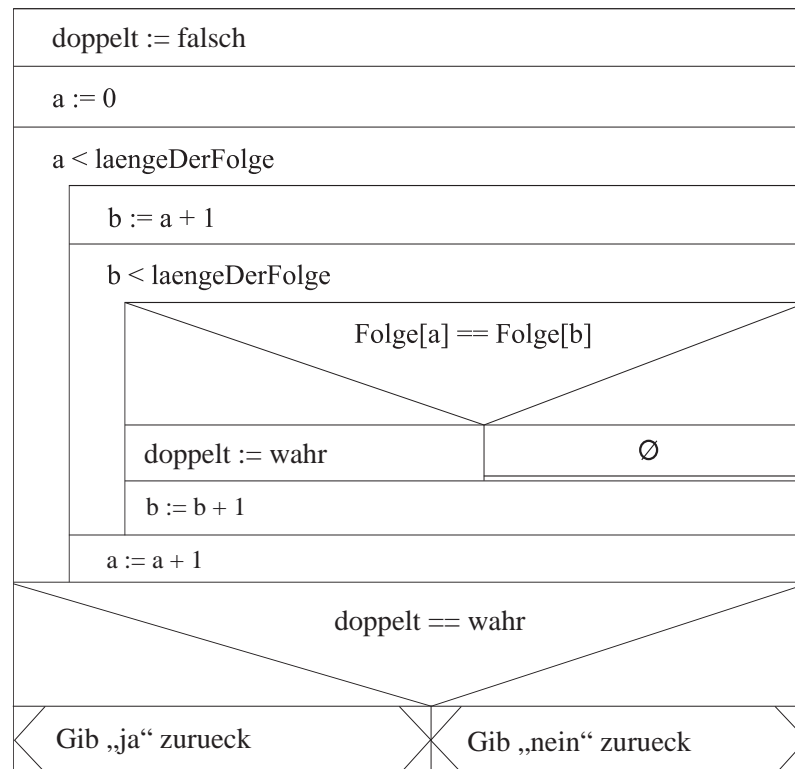 doppelt := falsch
a := 0
a < laengeDerFolge
b := a + 1
b < laengeDerFolge
Folge[a] == Folge[b]
doppelt := wahr
∅
b := b + 1
a := a + 1
doppelt == wahr
Gib „ja“ zurueck
Gib „nein“ zurueck